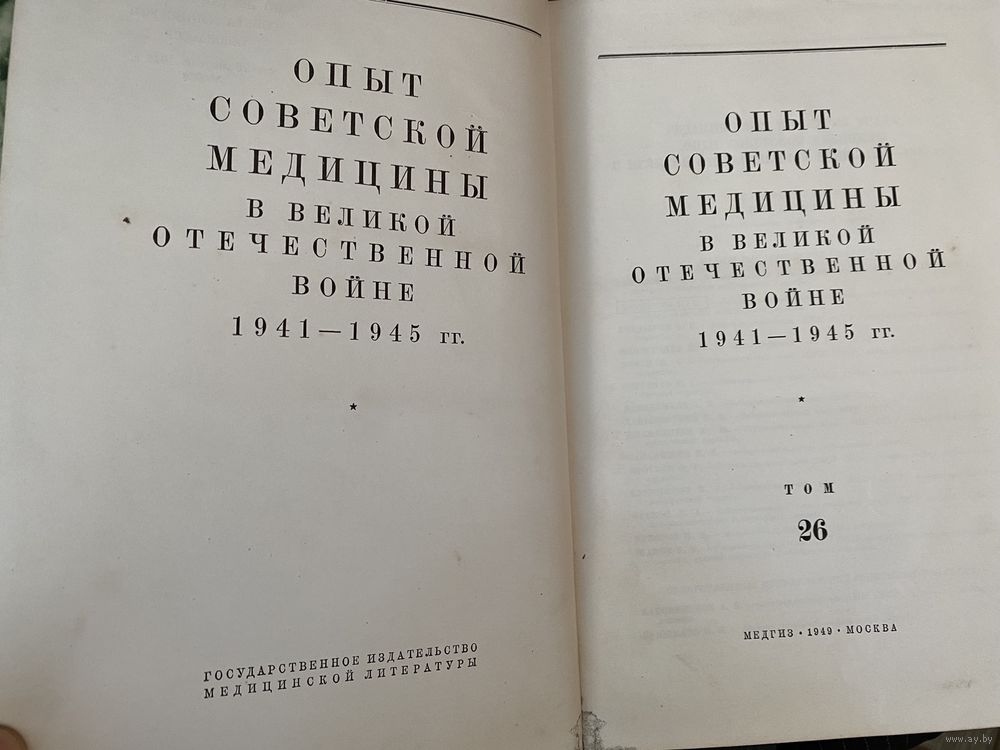 ОПЫТ
СОВЕТСКОЙ
МЕДИЦИНЫ
В ВЕЛИКОЙ
ОТЕЧЕСТВЕННОЙ
ВОЙНЕ
1941—1945 гг.
★
ГОСУДАРСТВЕННОЕ ИЗДАТЕЛЬСТВО
МЕДИЦИНСКОЙ ЛИТЕРАТУРЫ
ОПЫТ
СОВЕТСКОЙ
МЕДИЦИНЫ
В ВЕЛИКОЙ
ОТЕЧЕСТВЕННОЙ
ВОЙНЕ
1941—1945 гг.
★
ТОМ
26
МЕДГИЗ • 1949 • МОСКВА
www.ay.by